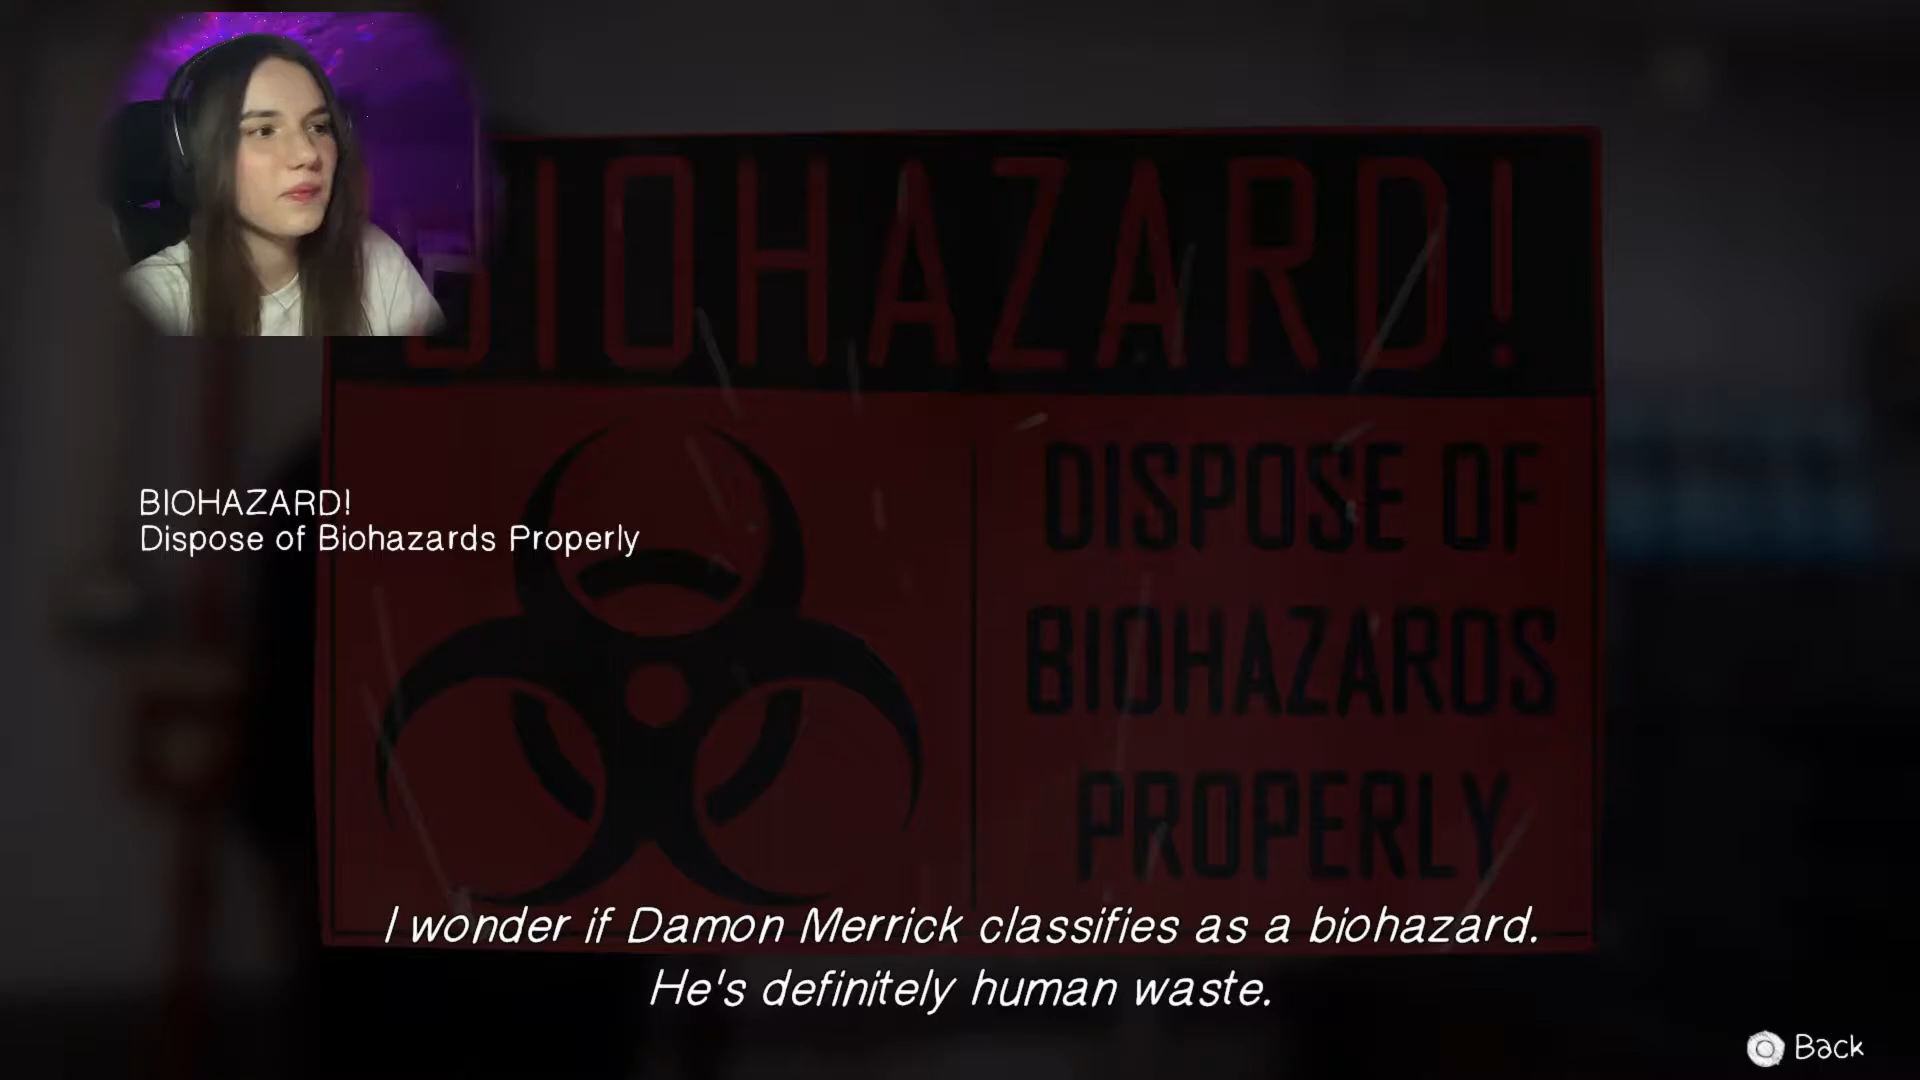 BIOHAZARD!
DISPOSE OF
BIOHAZARDS
PROPERLY
BIOHAZARD!
Dispose of Biohazards Properly
I wonder if Damon Merrick classifies as a biohazard.
He's definitely human waste.
Back